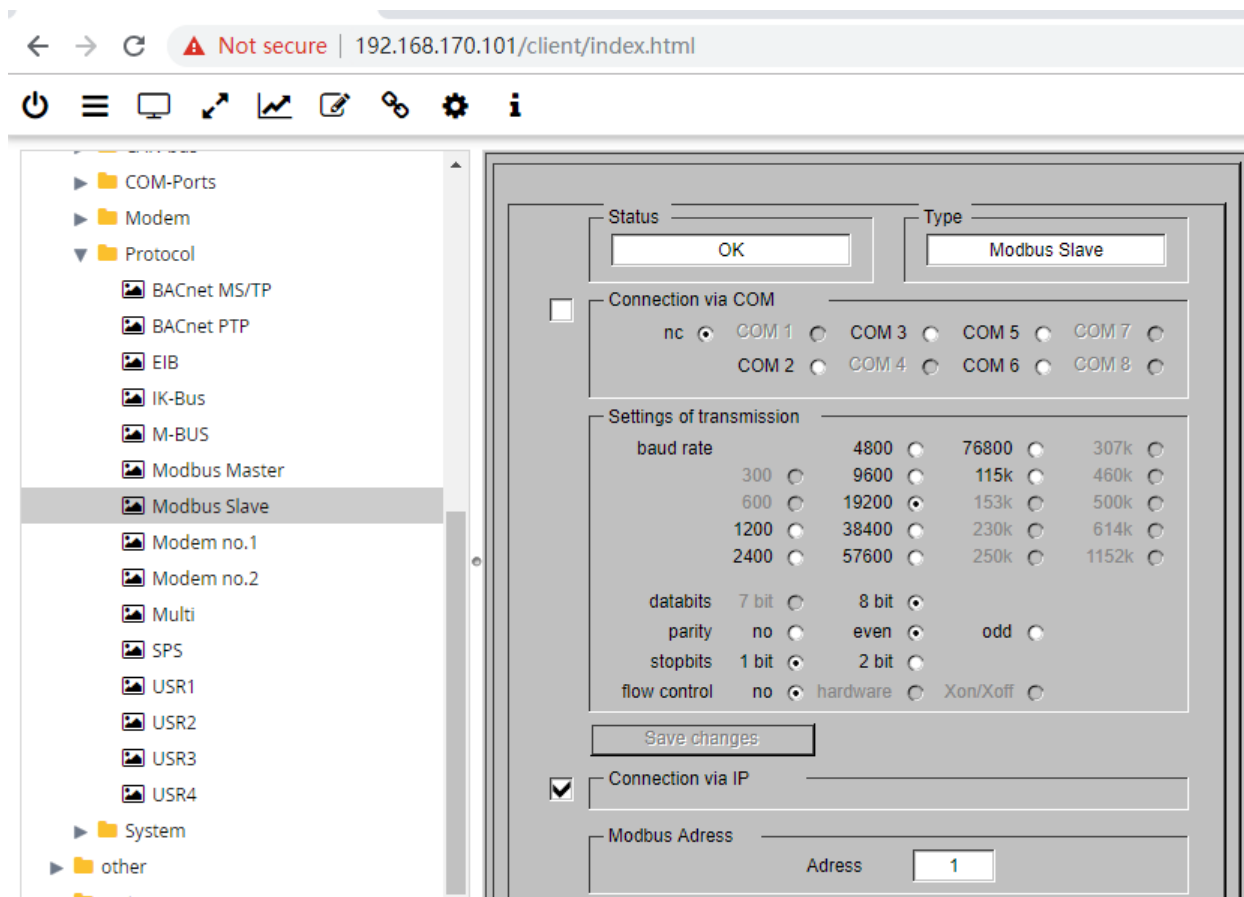 Not secure | 192.168.170.101/client/index.html
COM-Ports
Modem
Protocol
BACnet MS/TP
BACnet PTP
EIB
IK-Bus
M-BUS
Modbus Master
Modbus Slave
Modem no.1
Modem no.2
Multi
SPS
USR1
USR2
USR3
USR4
System
other
Status
OK
Type
Modbus Slave
Connection via COM
nc COM 1 COM 3 COM 5 COM 7
COM 2 COM 4 COM 6 COM 8
Settings of transmission
baud rate 4800 76800 307k
300 9600 115k 460k
600 19200 153k 500k
1200 38400 230k 614k
2400 57600 250k 1152k
databits 7 bit 8 bit
parity no even odd
stopbits 1 bit 2 bit
flow control no hardware Xon/Xoff
Save changes
Connection via IP
Modbus Adress
Adress 1